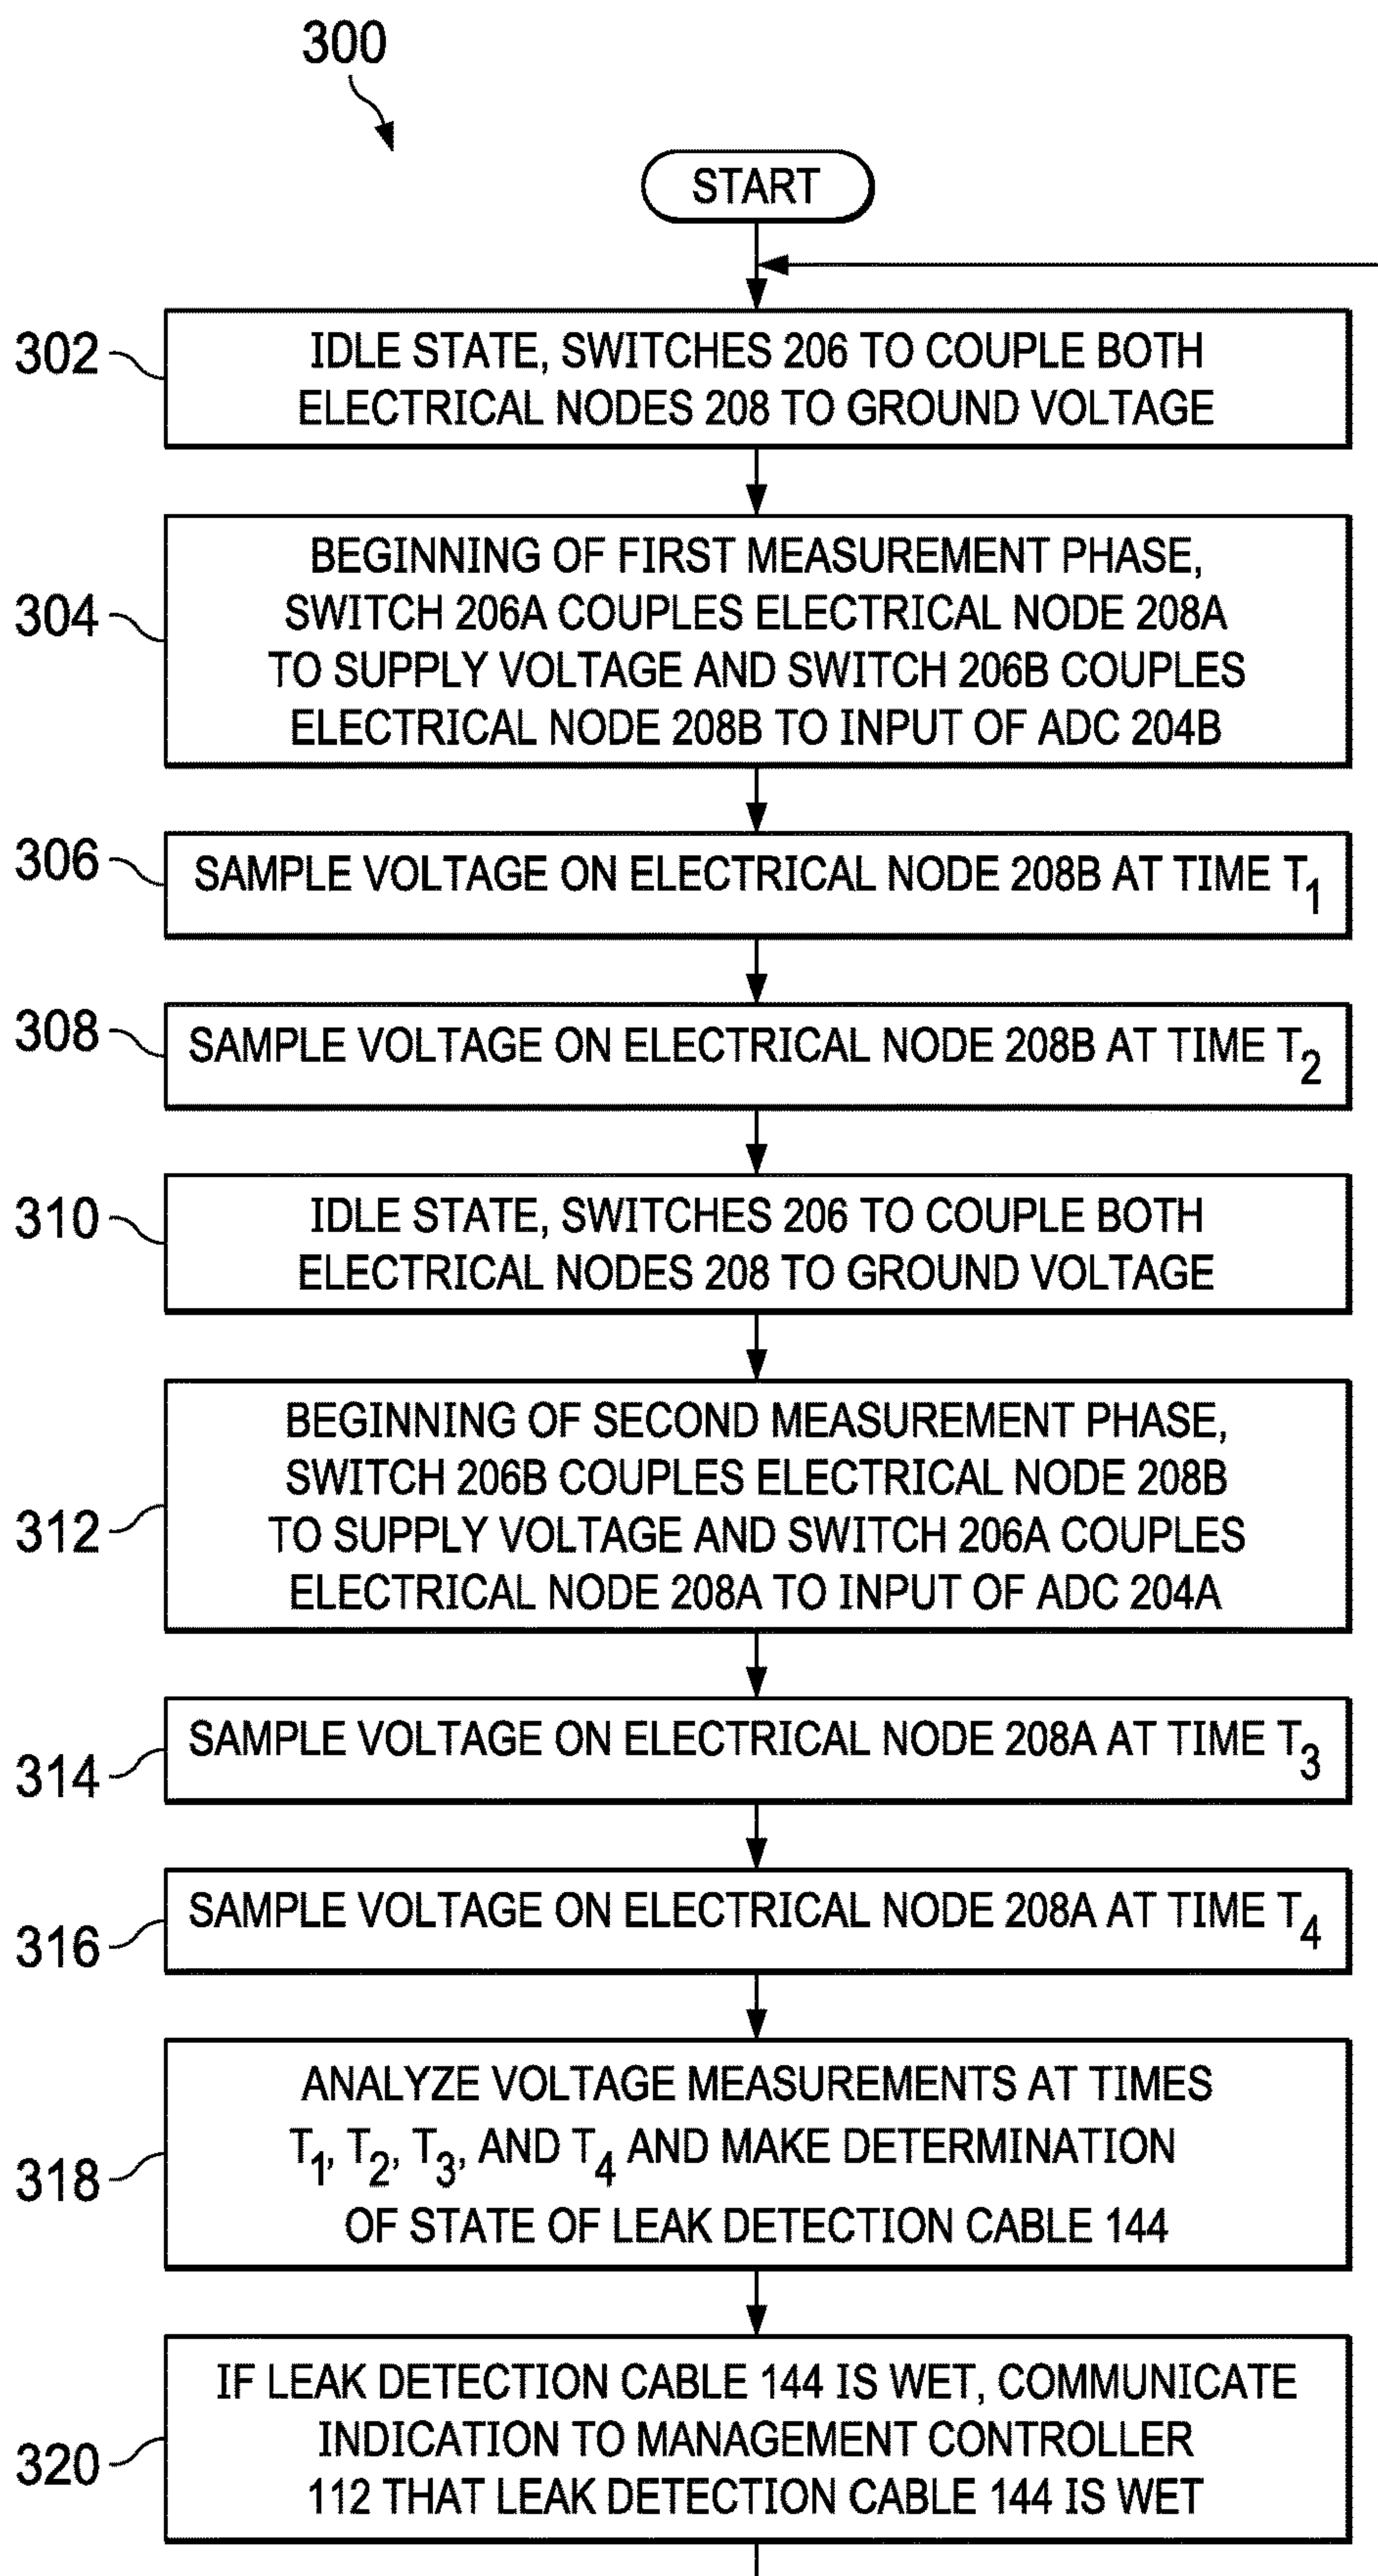 300
START
302
IDLE STATE, SWITCHES 206 TO COUPLE BOTH
ELECTRICAL NODES 208 TO GROUND VOLTAGE
304
BEGINNING OF FIRST MEASUREMENT PHASE,
SWITCH 206A COUPLES ELECTRICAL NODE 208A
TO SUPPLY VOLTAGE AND SWITCH 206B COUPLES
ELECTRICAL NODE 208B TO INPUT OF ADC 204B
306
SAMPLE VOLTAGE ON ELECTRICAL NODE 208B AT TIME T1
308
SAMPLE VOLTAGE ON ELECTRICAL NODE 208B AT TIME T2
310
IDLE STATE, SWITCHES 206 TO COUPLE BOTH
ELECTRICAL NODES 208 TO GROUND VOLTAGE
312
BEGINNING OF SECOND MEASUREMENT PHASE,
SWITCH 206B COUPLES ELECTRICAL NODE 208B
TO SUPPLY VOLTAGE AND SWITCH 206A COUPLES
ELECTRICAL NODE 208A TO INPUT OF ADC 204A
314
SAMPLE VOLTAGE ON ELECTRICAL NODE 208A AT TIME T3
316
SAMPLE VOLTAGE ON ELECTRICAL NODE 208A AT TIME T4
318
ANALYZE VOLTAGE MEASUREMENTS AT TIMES
T1, T2, T3, AND T4 AND MAKE DETERMINATION
OF STATE OF LEAK DETECTION CABLE 144
320
IF LEAK DETECTION CABLE 144 IS WET, COMMUNICATE
INDICATION TO MANAGEMENT CONTROLLER
112 THAT LEAK DETECTION CABLE 144 IS WET